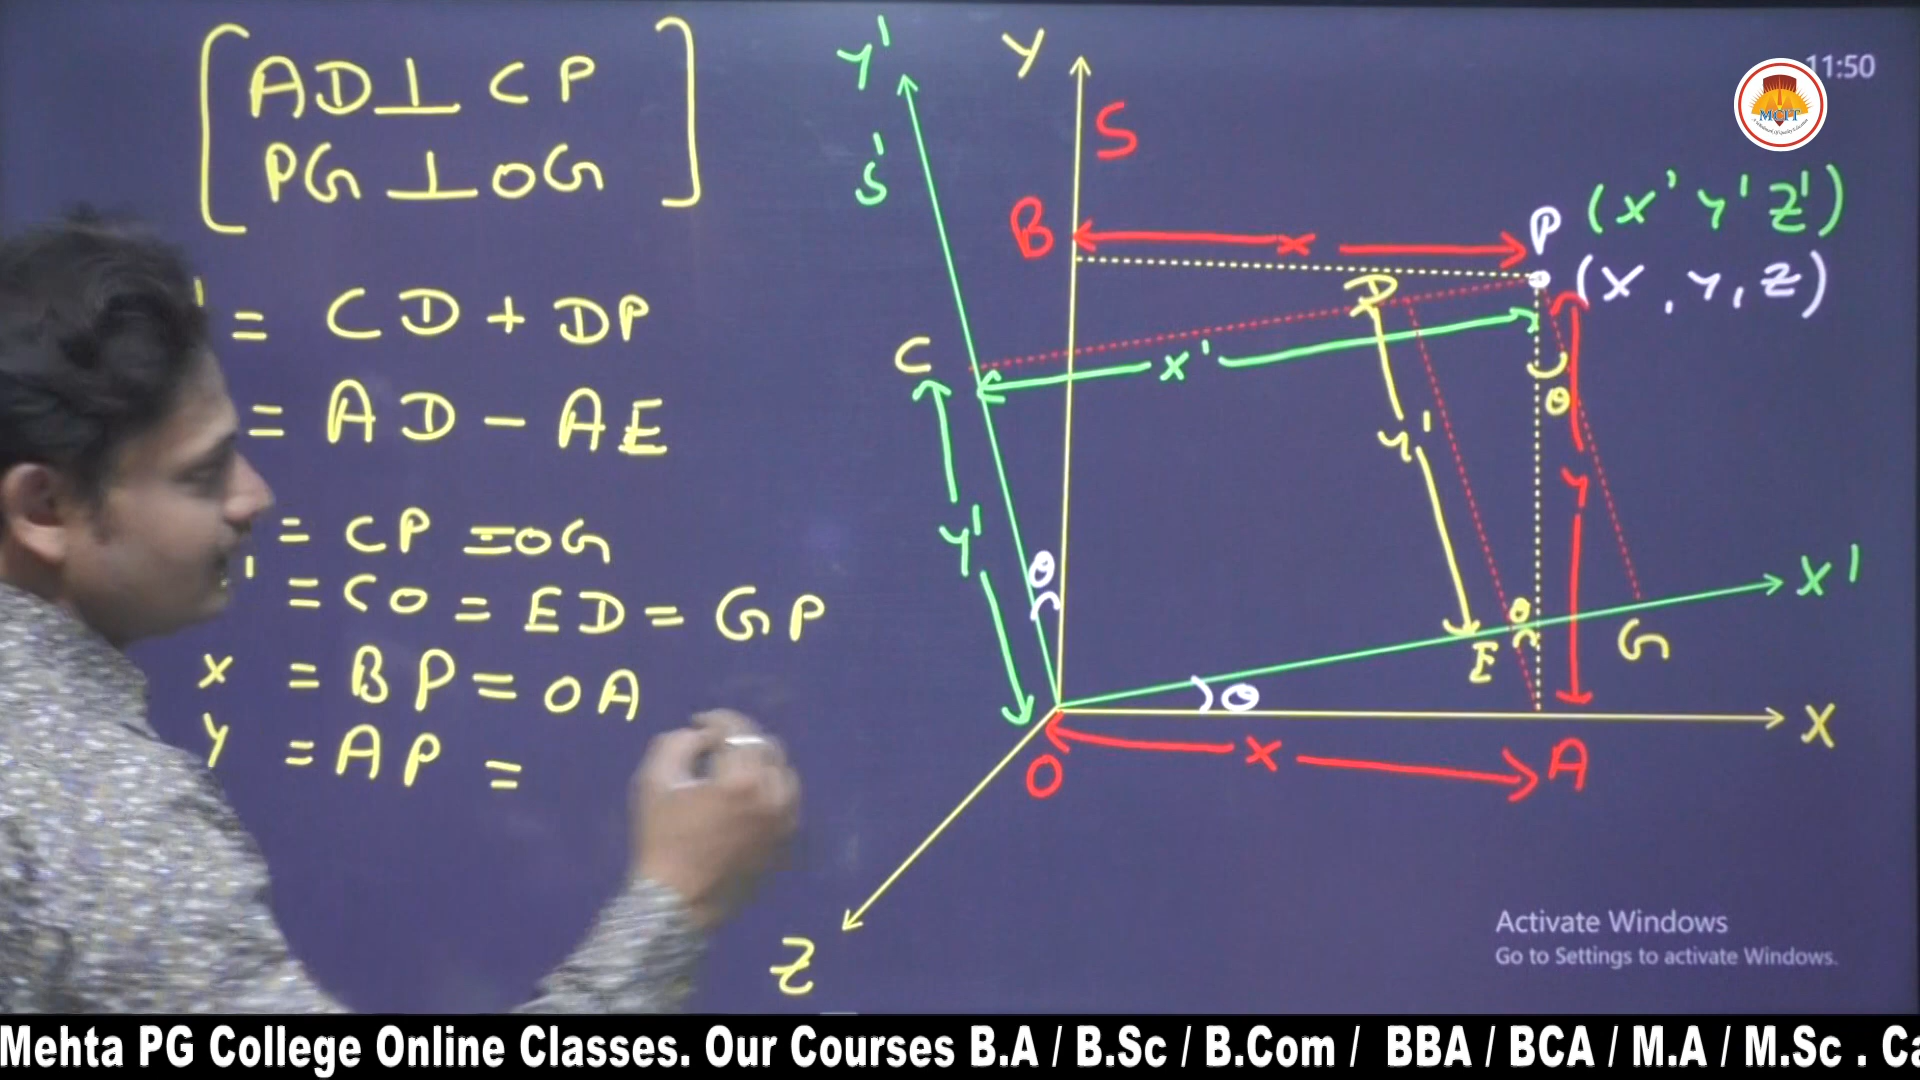 AD ⊥ CP
PG ⊥ OG
' = CD + DP
= AD - AE
= CP = OG
' = CO = ED = GP
x = BP = OA
y = AP =
Y'
Y
S'
S
B
x
P (x' y' z')
(x, y, z)
D
C
x'
θ
y'
y
y'
θ
θ
X'
E
G
θ
X
O
x
A
Z
11:50
MCIT
Activate Windows
Go to Settings to activate Windows.
Mehta PG College Online Classes. Our Courses B.A / B.Sc / B.Com / BBA / BCA / M.A / M.Sc . Ca